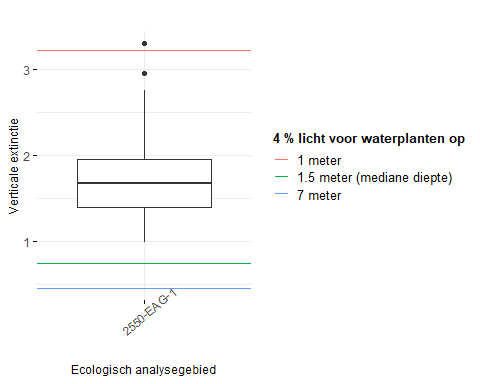 Verticale extinctie
3
2
1
2550-EAG-1
Ecologisch analysegebied
4 % licht voor waterplanten op
1 meter
1.5 meter (mediane diepte)
7 meter